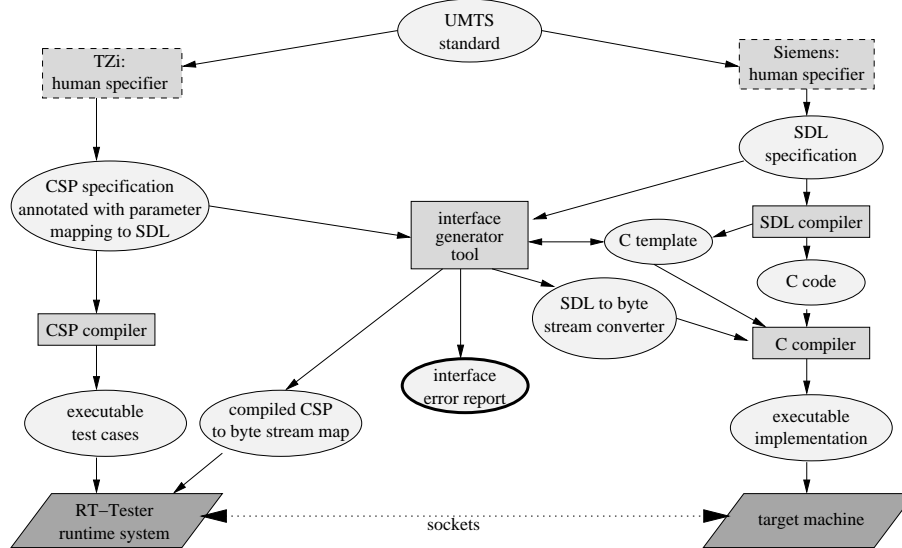 UMTS
standard
TZi:
human specifier
Siemens:
human specifier
SDL
specification
CSP specification
annotated with parameter
mapping to SDL
interface
generator
tool
C template
SDL compiler
C code
SDL to byte
stream converter
CSP compiler
C compiler
interface
error report
executable
test cases
compiled CSP
to byte stream map
executable
implementation
RT−Tester
runtime system
sockets
target machine